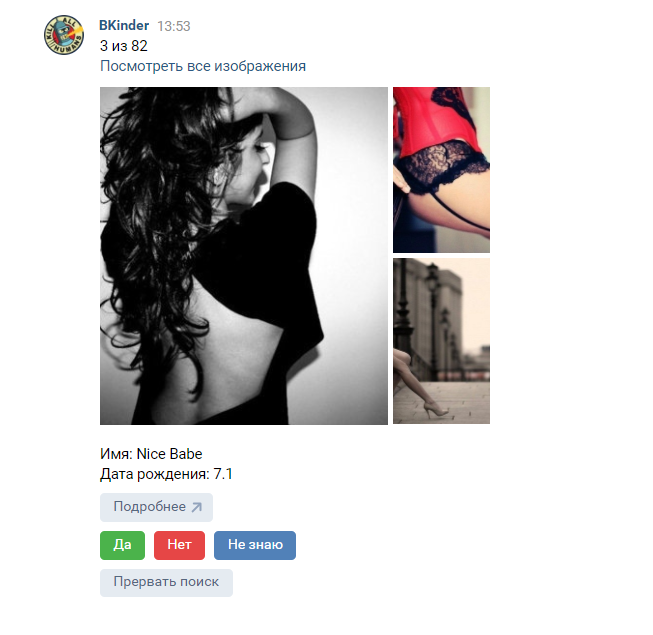 KILL ALL HUMANS
BKinder 13:53
3 из 82
Посмотреть все изображения
Имя: Nice Babe
Дата рождения: 7.1
Подробнее
Да Нет Не знаю
Прервать поиск